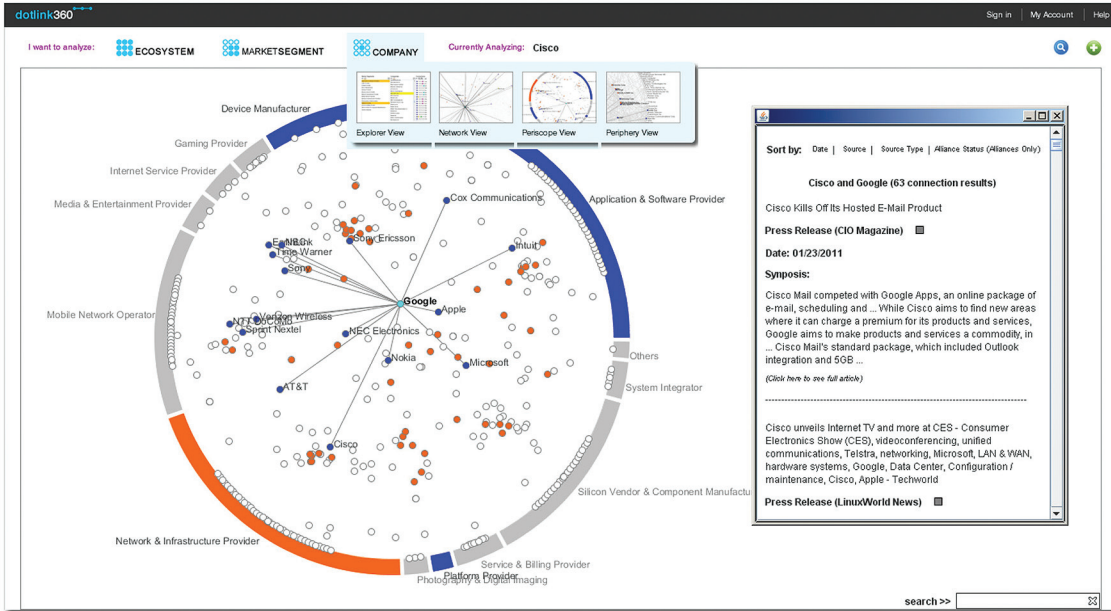 dotlink360
Sign in | My Account | Help
I want to analyze: ECOSYSTEM MARKETSEGMENT COMPANY Currently Analyzing: Cisco
Explorer View Network View Periscope View Periphery View
Device Manufacturer
Gaming Provider
Internet Service Provider
Media & Entertainment Provider
Mobile Network Operator
Network & Infrastructure Provider
Photography & Digital Imaging
Platform Provider
Service & Billing Provider
Silicon Vendor & Component Manufactu
System Integrator
Others
Application & Software Provider
Cox Communications
Sony Ericsson
Intuit
Time Warner
Sony
Google
Apple
Verizon Wireless
NTT DoCoMo
Sprint Nextel
NEC Electronics
Nokia
Microsoft
AT&T
Cisco
Sort by: Date | Source | Source Type | Alliance Status (Alliances Only)
Cisco and Google (63 connection results)
Cisco Kills Off Its Hosted E-Mail Product
Press Release (CIO Magazine)
Date: 01/23/2011
Synposis:
Cisco Mail competed with Google Apps, an online package of
e-mail, scheduling and ... While Cisco aims to find new areas
where it can charge a premium for its products and services,
Google aims to make products and services a commodity, in
... Cisco Mail's standard package, which included Outlook
integration and 5GB ...
(Click here to see full article)
Cisco unveils Internet TV and more at CES - Consumer
Electronics Show (CES), videoconferencing, unified
communications, Telstra, networking, Microsoft, LAN & WAN,
hardware systems, Google, Data Center, Configuration /
maintenance, Cisco, Apple - Techworld
Press Release (LinuxWorld News)
search >>